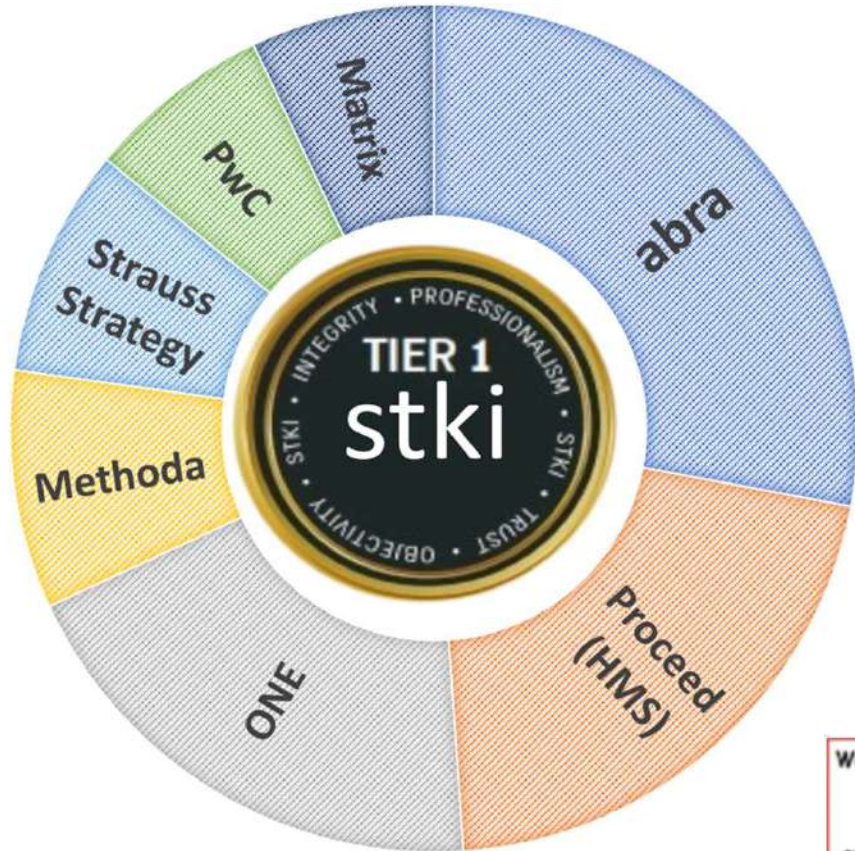 Matrix
abra
PwC
Strauss
Strategy
Methoda
ONE
Proceed
(HMS)
INTEGRITY • PROFESSIONALISM • STKI • TRUST • OBJECTIVITY • STKI •
TIER 1
stki